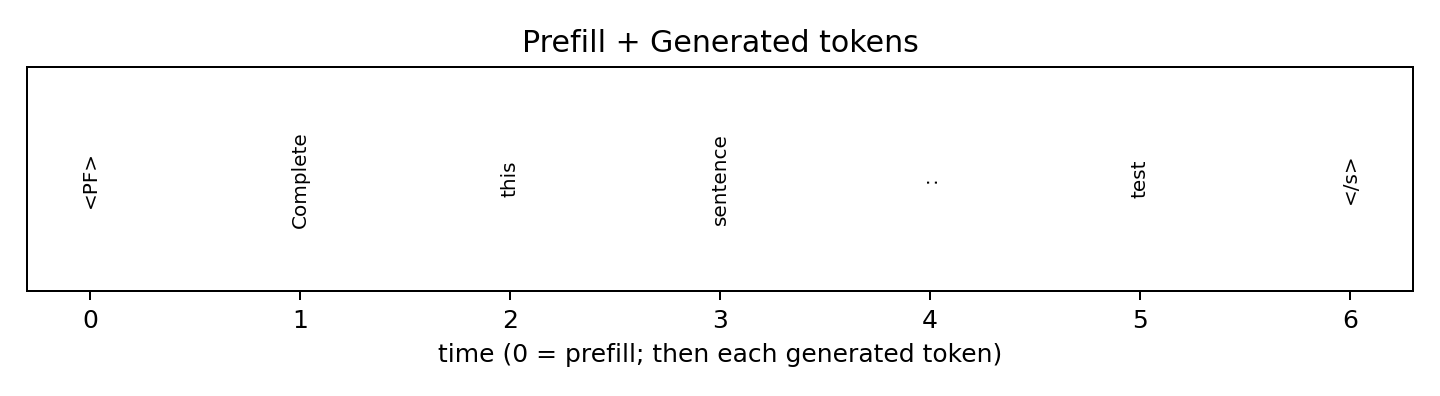 Prefill + Generated tokens
<PF>
Complete
this
sentence
:
test
</s>
0 1 2 3 4 5 6
time (0 = prefill; then each generated token)